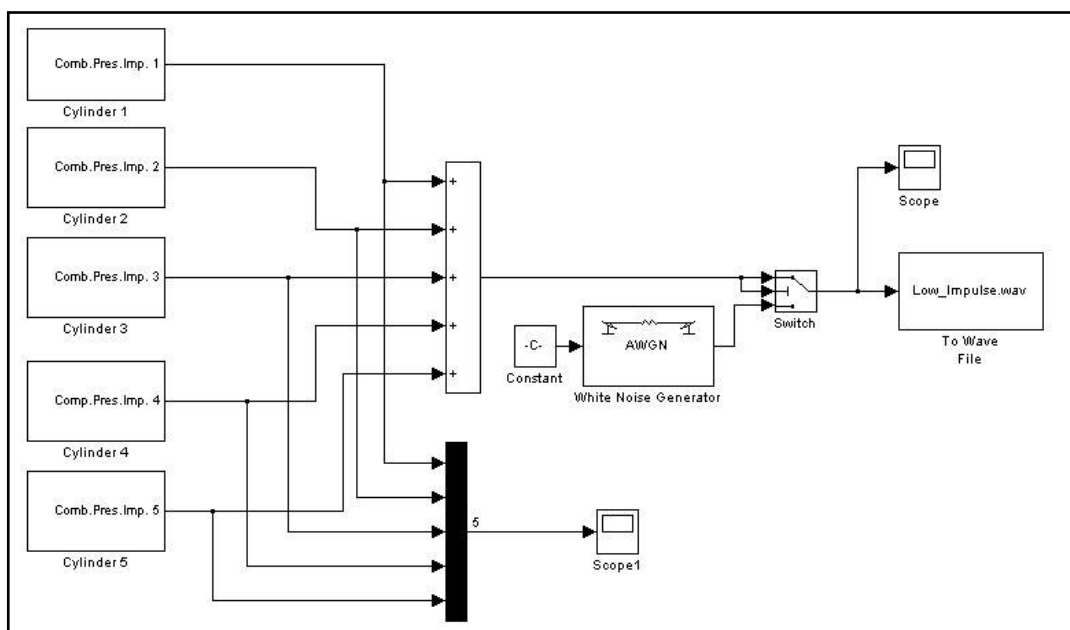 Comb.Pres.Imp. 1
Cylinder 1
Comb.Pres.Imp. 2
Cylinder 2
Comb.Pres.Imp. 3
Cylinder 3
Comp.Pres.Imp. 4
Cylinder 4
Comb.Pres.Imp. 5
Cylinder 5
+
+
+
+
+
5
-C-
Constant
AWGN
White Noise Generator
Switch
Scope
Low_Impulse.wav
To Wave
File
Scope1